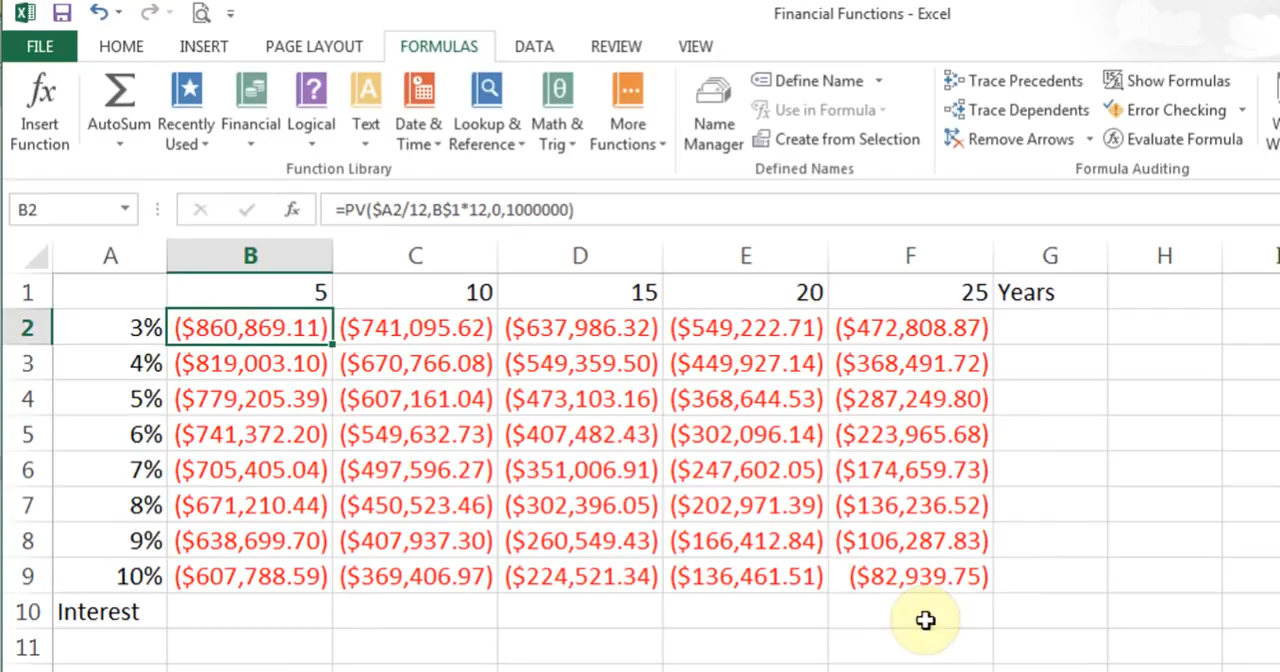 Financial Functions - Excel
FILE HOME INSERT PAGE LAYOUT FORMULAS DATA REVIEW VIEW
Insert Function
AutoSum
Recently Used
Financial
Logical
Text
Date & Time
Lookup & Reference
Math & Trig
More Functions
Function Library
Name Manager
Define Name
Use in Formula
Create from Selection
Defined Names
Trace Precedents
Trace Dependents
Remove Arrows
Show Formulas
Error Checking
Evaluate Formula
Formula Auditing
B2 fx =PV($A2/12,B$1*12,0,1000000)
A B C D E F G H
1 5 10 15 20 25 Years
2 3% ($860,869.11) ($741,095.62) ($637,986.32) ($549,222.71) ($472,808.87)
3 4% ($819,003.10) ($670,766.08) ($549,359.50) ($449,927.14) ($368,491.72)
4 5% ($779,205.39) ($607,161.04) ($473,103.16) ($368,644.53) ($287,249.80)
5 6% ($741,372.20) ($549,632.73) ($407,482.43) ($302,096.14) ($223,965.68)
6 7% ($705,405.04) ($497,596.27) ($351,006.91) ($247,602.05) ($174,659.73)
7 8% ($671,210.44) ($450,523.46) ($302,396.05) ($202,971.39) ($136,236.52)
8 9% ($638,699.70) ($407,937.30) ($260,549.43) ($166,412.84) ($106,287.83)
9 10% ($607,788.59) ($369,406.97) ($224,521.34) ($136,461.51) ($82,939.75)
10 Interest
11